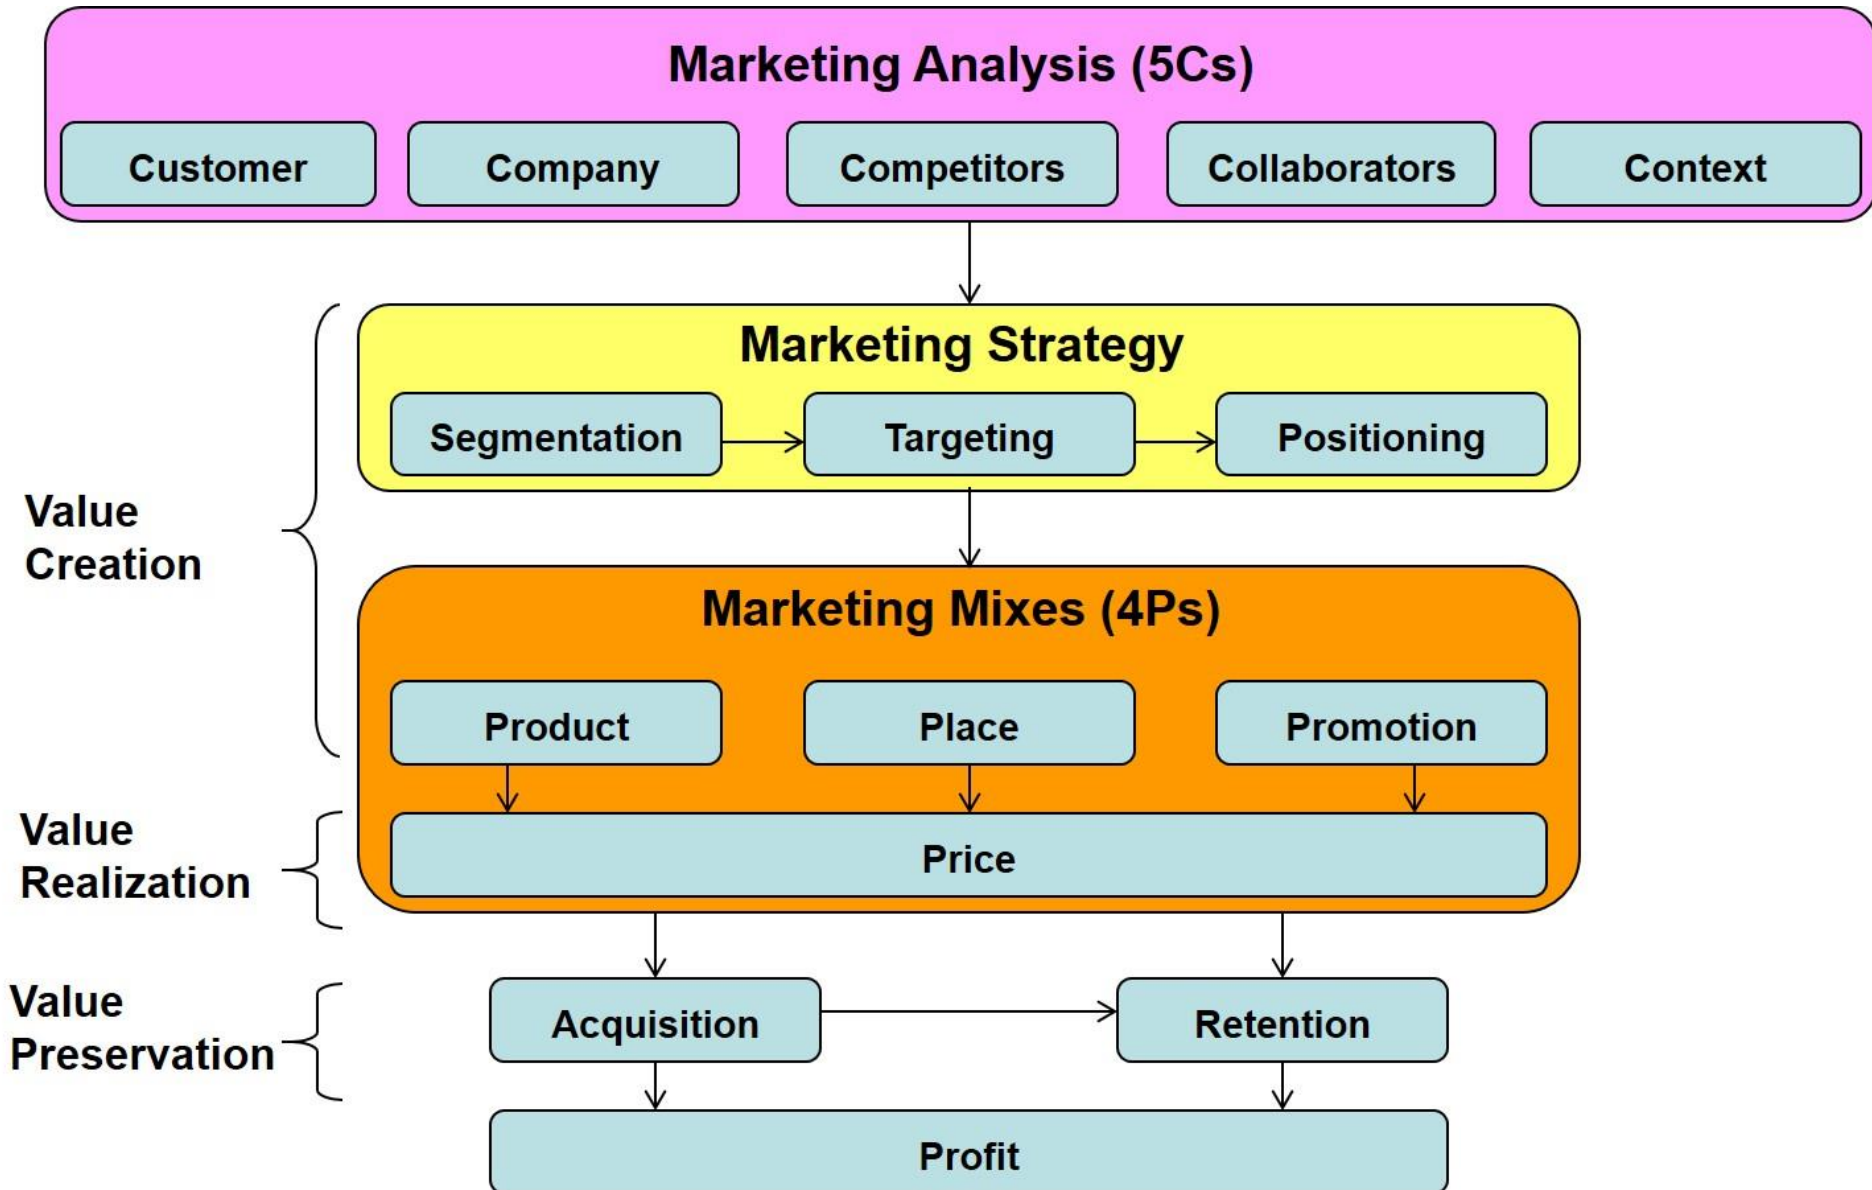 Marketing Analysis (5Cs)
Customer
Company
Competitors
Collaborators
Context
Marketing Strategy
Segmentation
Targeting
Positioning
Value
Creation
Marketing Mixes (4Ps)
Product
Place
Promotion
Value
Realization
Price
Value
Preservation
Acquisition
Retention
Profit